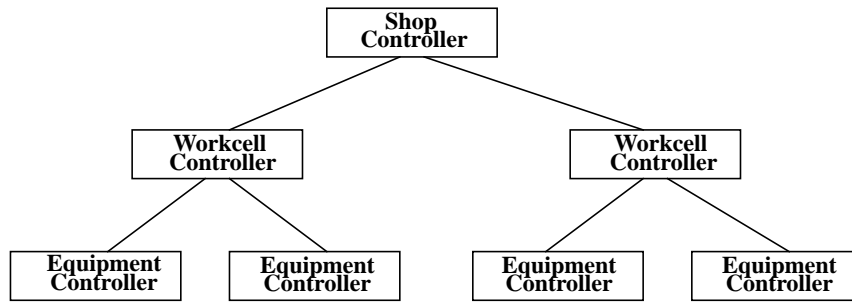 Shop
Controller
Workcell
Controller
Workcell
Controller
Equipment
Controller
Equipment
Controller
Equipment
Controller
Equipment
Controller